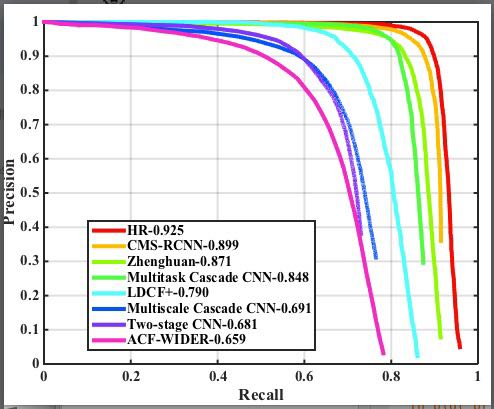 1
0.9
0.8
0.7
0.6
0.5
0.4
0.3
0.2
0.1
0
Precision
HR-0.925
CMS-RCNN-0.899
Zhenghuan-0.871
Multitask Cascade CNN-0.848
LDCF+-0.790
Multiscale Cascade CNN-0.691
Two-stage CNN-0.681
ACF-WIDER-0.659
0 0.2 0.4 0.6 0.8 1
Recall